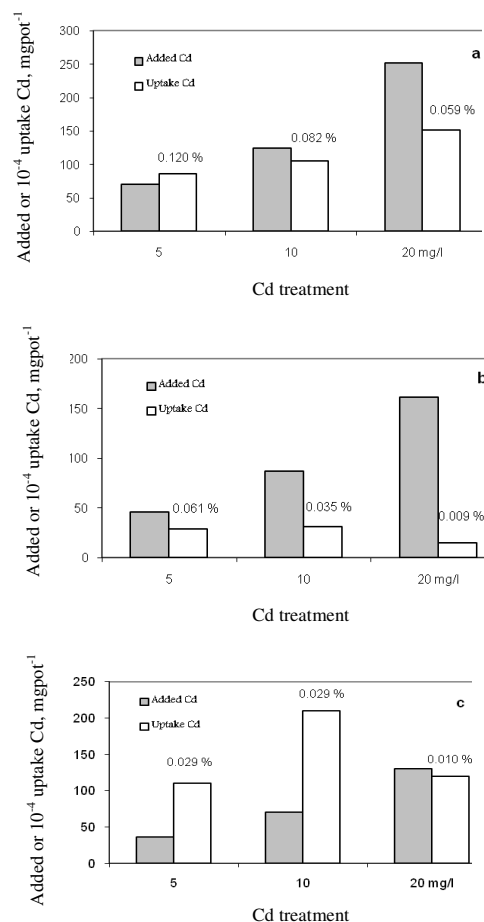 300
250
200
150
100
50
0
Added or 10⁻⁴ uptake Cd, mgpot⁻¹
Added Cd
Uptake Cd
a
0.120 %
0.082 %
0.059 %
5
10
20 mg/l
Cd treatment
200
150
100
50
0
Added or 10⁻⁴ uptake Cd, mgpot⁻¹
Added Cd
Uptake Cd
b
0.061 %
0.035 %
0.009 %
5
10
20 mg/l
Cd treatment
250
200
150
100
50
0
Added or 10⁻⁴ uptake Cd, mgpot⁻¹
Added Cd
Uptake Cd
c
0.029 %
0.029 %
0.010 %
5
10
20 mg/l
Cd treatment